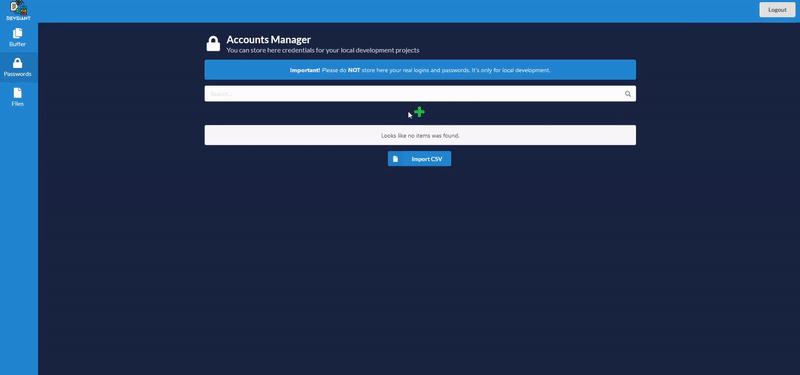 DEVSIANT
Logout
Buffer
Passwords
Files
Accounts Manager
You can store here credentials for your local development projects
Important! Please do NOT store here your real logins and passwords. It's only for local development.
Search...
Looks like no items was found.
Import CSV